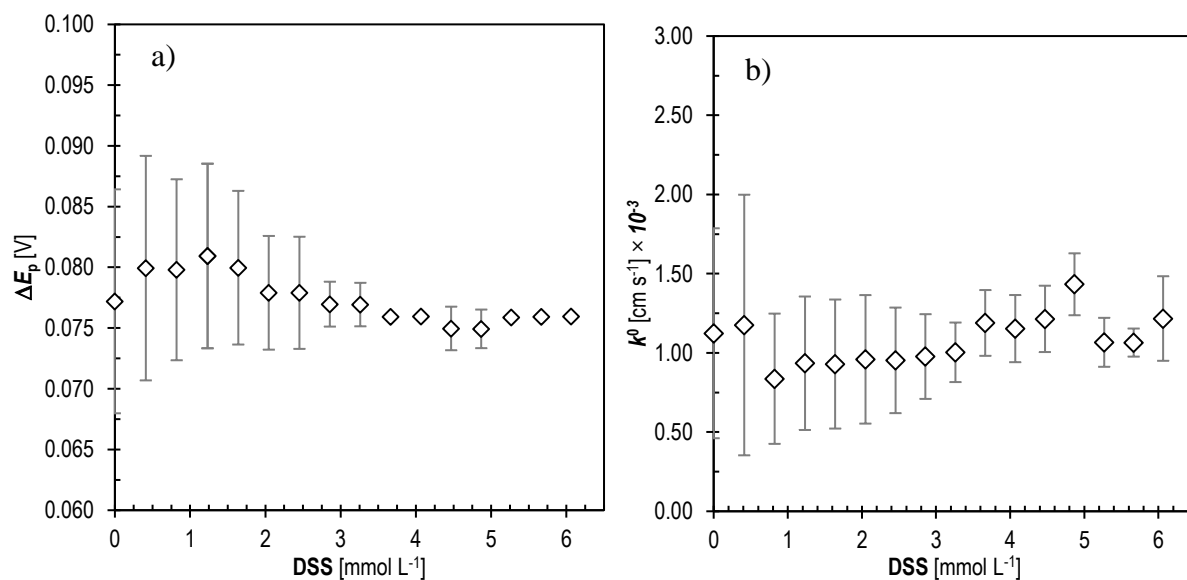 a)
0.100
0.095
0.090
0.085
0.080
0.075
0.070
0.065
0.060
ΔEp [V]
0 1 2 3 4 5 6
DSS [mmol L-1]
b)
3.00
2.50
2.00
1.50
1.00
0.50
0.00
k0 [cm s-1] × 10-3
0 1 2 3 4 5 6
DSS [mmol L-1]